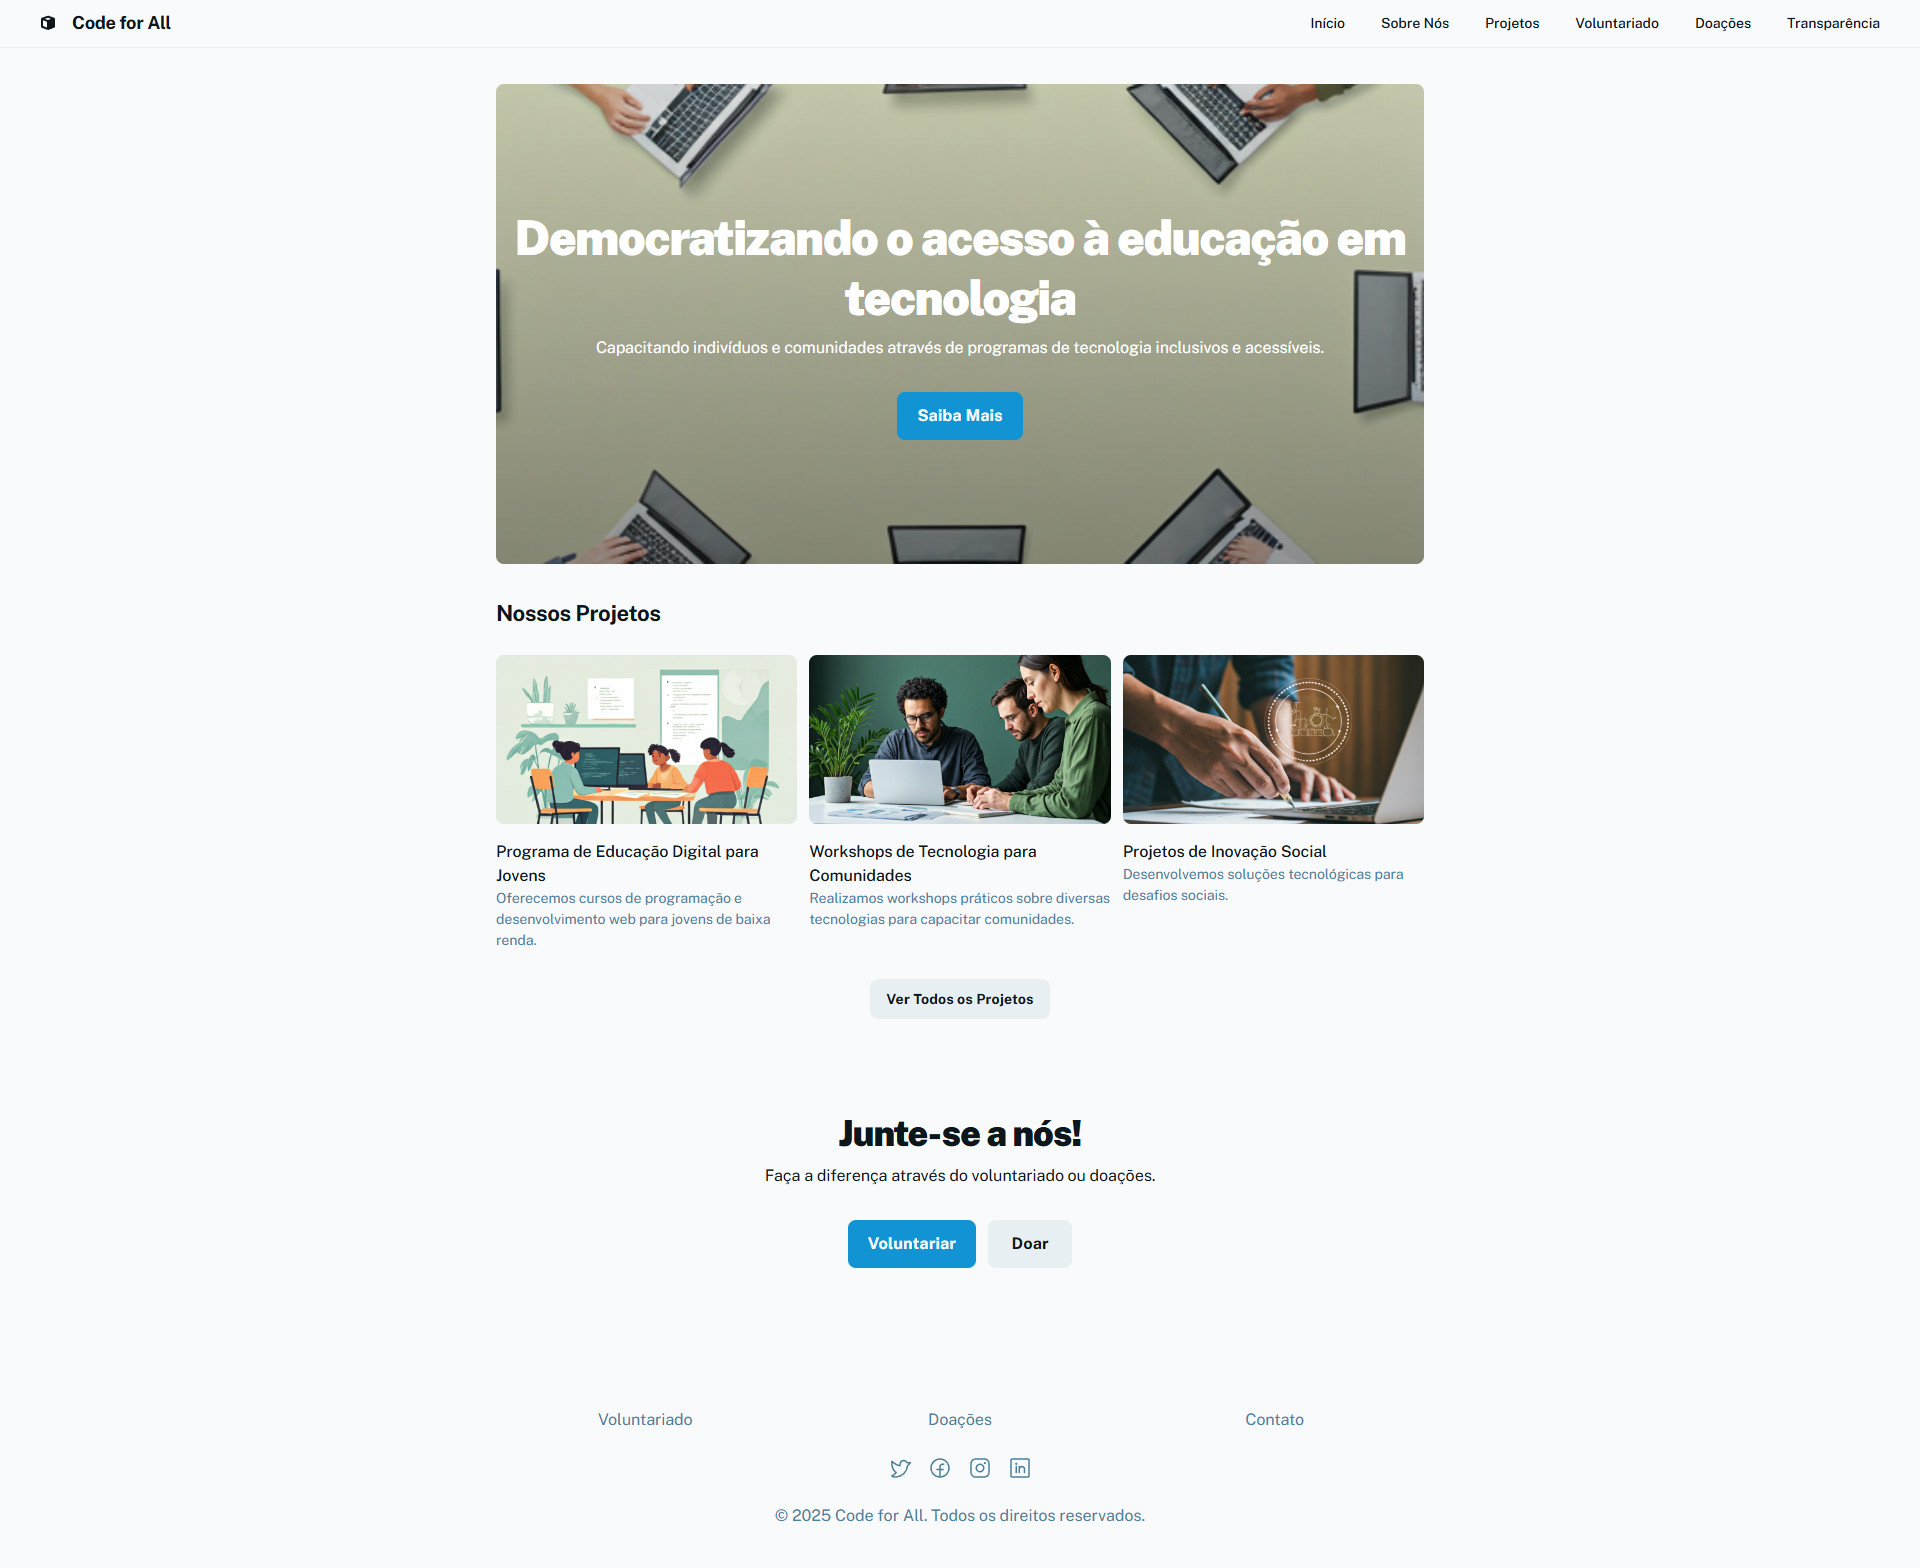 Code for All
Início
Sobre Nós
Projetos
Voluntariado
Doações
Transparência
Democratizando o acesso à educação em
tecnologia
Capacitando indivíduos e comunidades através de programas de tecnologia inclusivos e acessíveis.
Saiba Mais
Nossos Projetos
Programa de Educação Digital para
Jovens
Oferecemos cursos de programação e
desenvolvimento web para jovens de baixa
renda.
Workshops de Tecnologia para
Comunidades
Realizamos workshops práticos sobre diversas
tecnologias para capacitar comunidades.
Projetos de Inovação Social
Desenvolvemos soluções tecnológicas para
desafios sociais.
Ver Todos os Projetos
Junte-se a nós!
Faça a diferença através do voluntariado ou doações.
Voluntariar
Doar
Voluntariado
Doações
Contato
© 2025 Code for All. Todos os direitos reservados.